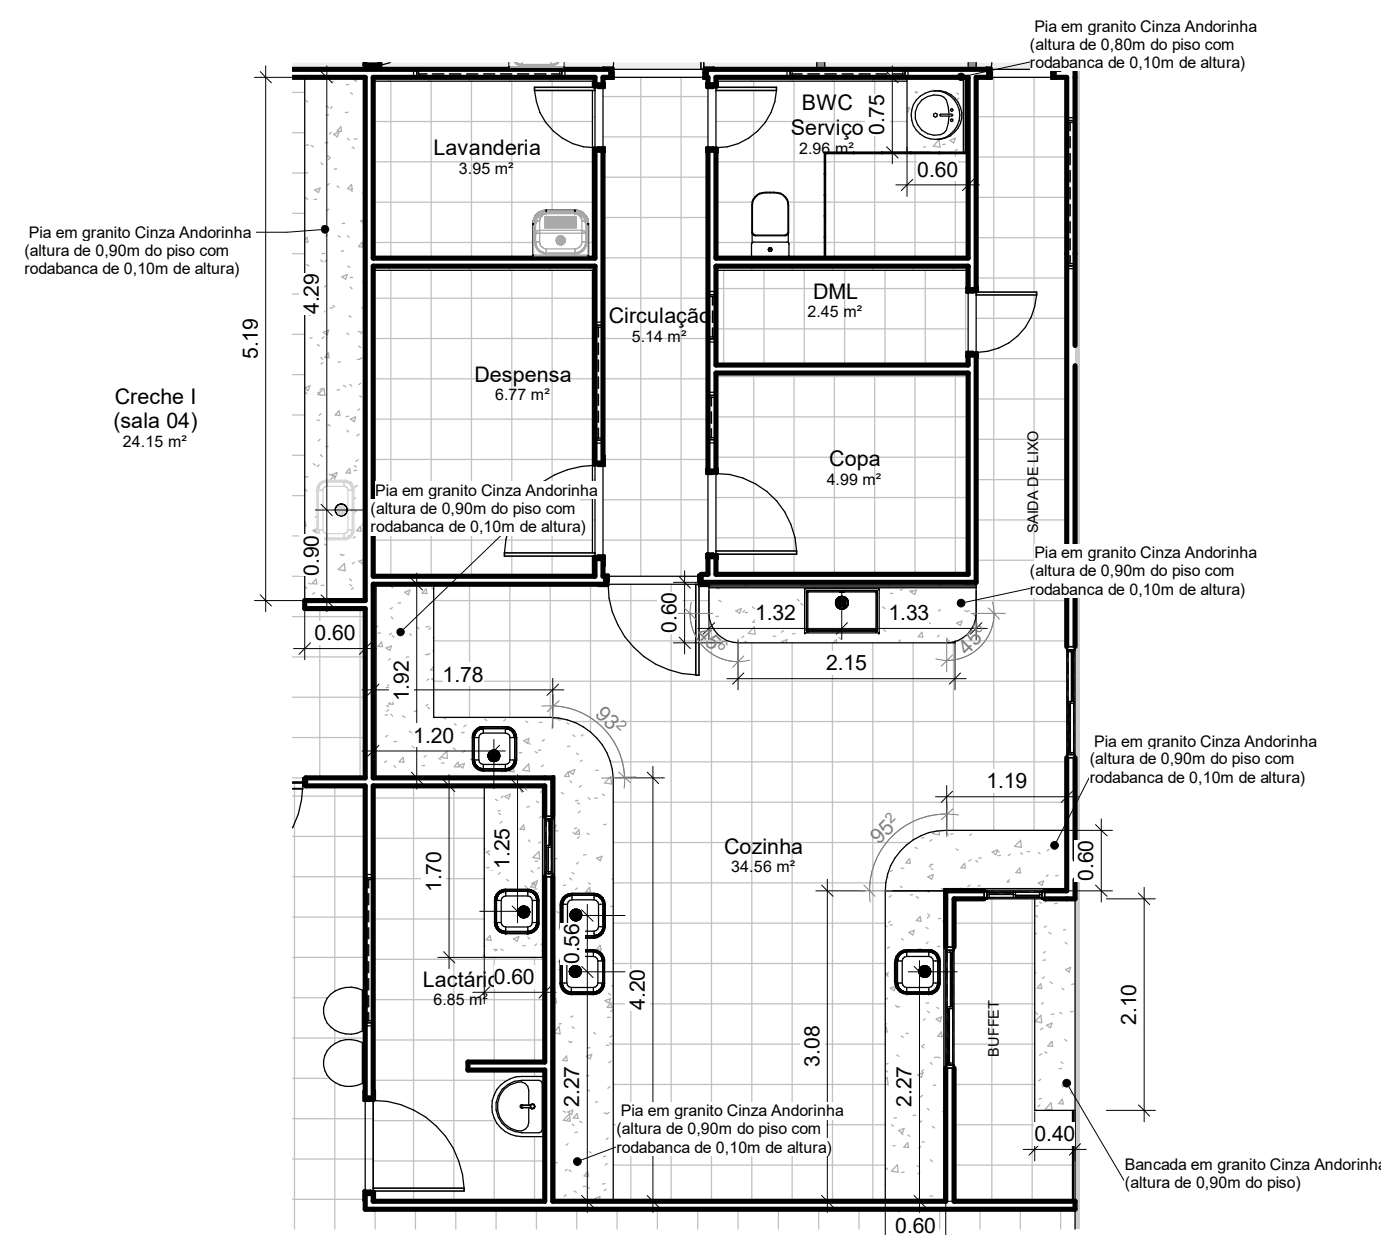 Pia em granito Cinza Andorinha
(altura de 0,80m do piso com
rodabanca de 0,10m de altura)
BWC
Serviço
2.96 m²
0.75
0.60
Lavanderia
3.95 m²
Pia em granito Cinza Andorinha
(altura de 0,90m do piso com
rodabanca de 0,10m de altura)
4.29
5.19
DML
2.45 m²
Circulação
5.14 m²
Despensa
6.77 m²
Creche I
(sala 04)
24.15 m²
Copa
4.99 m²
SAIDA DE LIXO
Pia em granito Cinza Andorinha
(altura de 0,90m do piso com
rodabanca de 0,10m de altura)
0.90
Pia em granito Cinza Andorinha
(altura de 0,90m do piso com
rodabanca de 0,10m de altura)
0.60
0.60
1.32
1.33
45º
45º
2.15
1.92
1.78
93²
1.20
Pia em granito Cinza Andorinha
(altura de 0,90m do piso com
rodabanca de 0,10m de altura)
1.19
95²
0.60
Cozinha
34.56 m²
1.25
1.70
0.56
Lactário
6.85 m²
0.60
4.20
3.08
BUFFET
2.10
2.27
2.27
Pia em granito Cinza Andorinha
(altura de 0,90m do piso com
rodabanca de 0,10m de altura)
0.40
Bancada em granito Cinza Andorinha
(altura de 0,90m do piso)
0.60